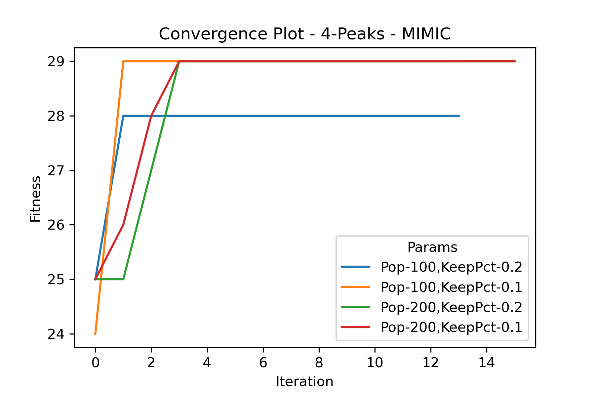 Convergence Plot - 4-Peaks - MIMIC
29
28
27
26
25
24
Fitness
0 2 4 6 8 10 12 14
Iteration
Params
Pop-100,KeepPct-0.2
Pop-100,KeepPct-0.1
Pop-200,KeepPct-0.2
Pop-200,KeepPct-0.1